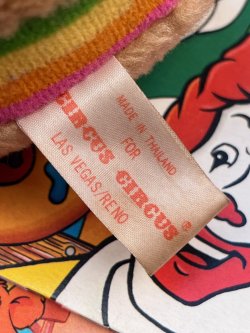 MADE IN THAILAND
FOR
CIRCUS CIRCUS®
LAS VEGAS/RENO